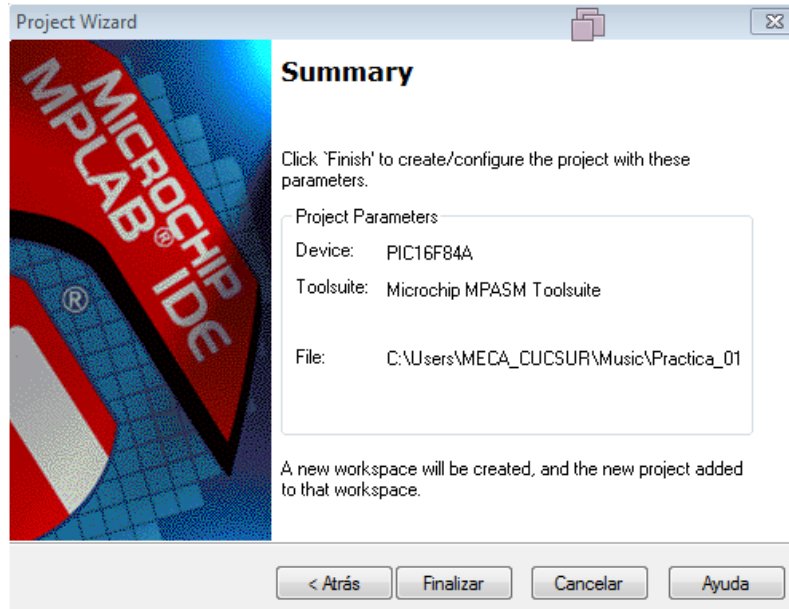 Project Wizard
MICROCHIP
MPLAB® IDE
®
Summary
Click `Finish' to create/configure the project with these
parameters.
Project Parameters
Device: PIC16F84A
Toolsuite: Microchip MPASM Toolsuite
File: C:\Users\MECA_CUCSUR\Music\Practica_01
A new workspace will be created, and the new project added
to that workspace.
< Atrás Finalizar Cancelar Ayuda